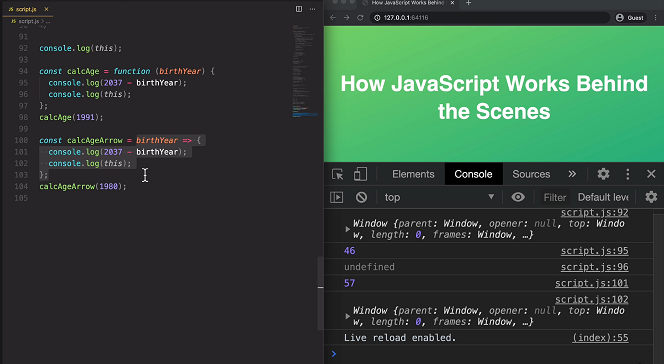 script.js
script.js > ...
91
92 console.log(this);
93
94 const calcAge = function (birthYear) {
95 console.log(2037 - birthYear);
96 console.log(this);
97 };
98 calcAge(1991);
99
100 const calcAgeArrow = birthYear => {
101 console.log(2037 - birthYear);
102 console.log(this);
103 };
104 calcAgeArrow(1980);
105
How JavaScript Works Behind
127.0.0.1:64116
Guest
How JavaScript Works Behind
the Scenes
Elements Console Sources »
top Filter Default leve
script.js:92
Window {parent: Window, opener: null, top: Windo
w, length: 0, frames: Window, …}
46 script.js:95
undefined script.js:96
57 script.js:101
script.js:102
Window {parent: Window, opener: null, top: Windo
w, length: 0, frames: Window, …}
Live reload enabled. (index):55